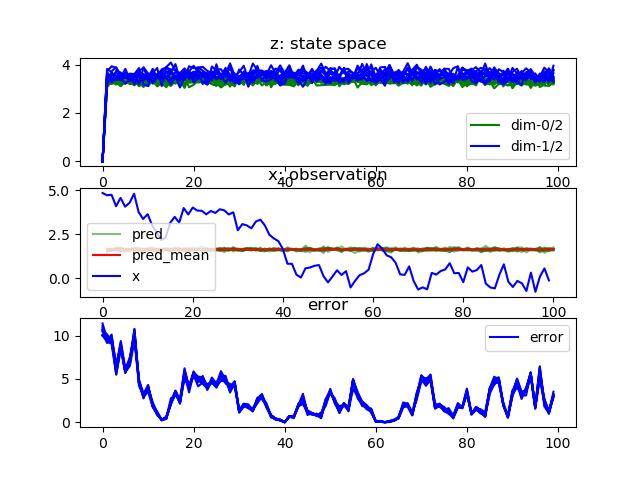 z: state space
4
2
0
dim-0/2
dim-1/2
0 20 40 60 80 100
x: observation
5.0
2.5
0.0
pred
pred_mean
x
0 20 40 60 80 100
error
10
5
0
error
0 20 40 60 80 100